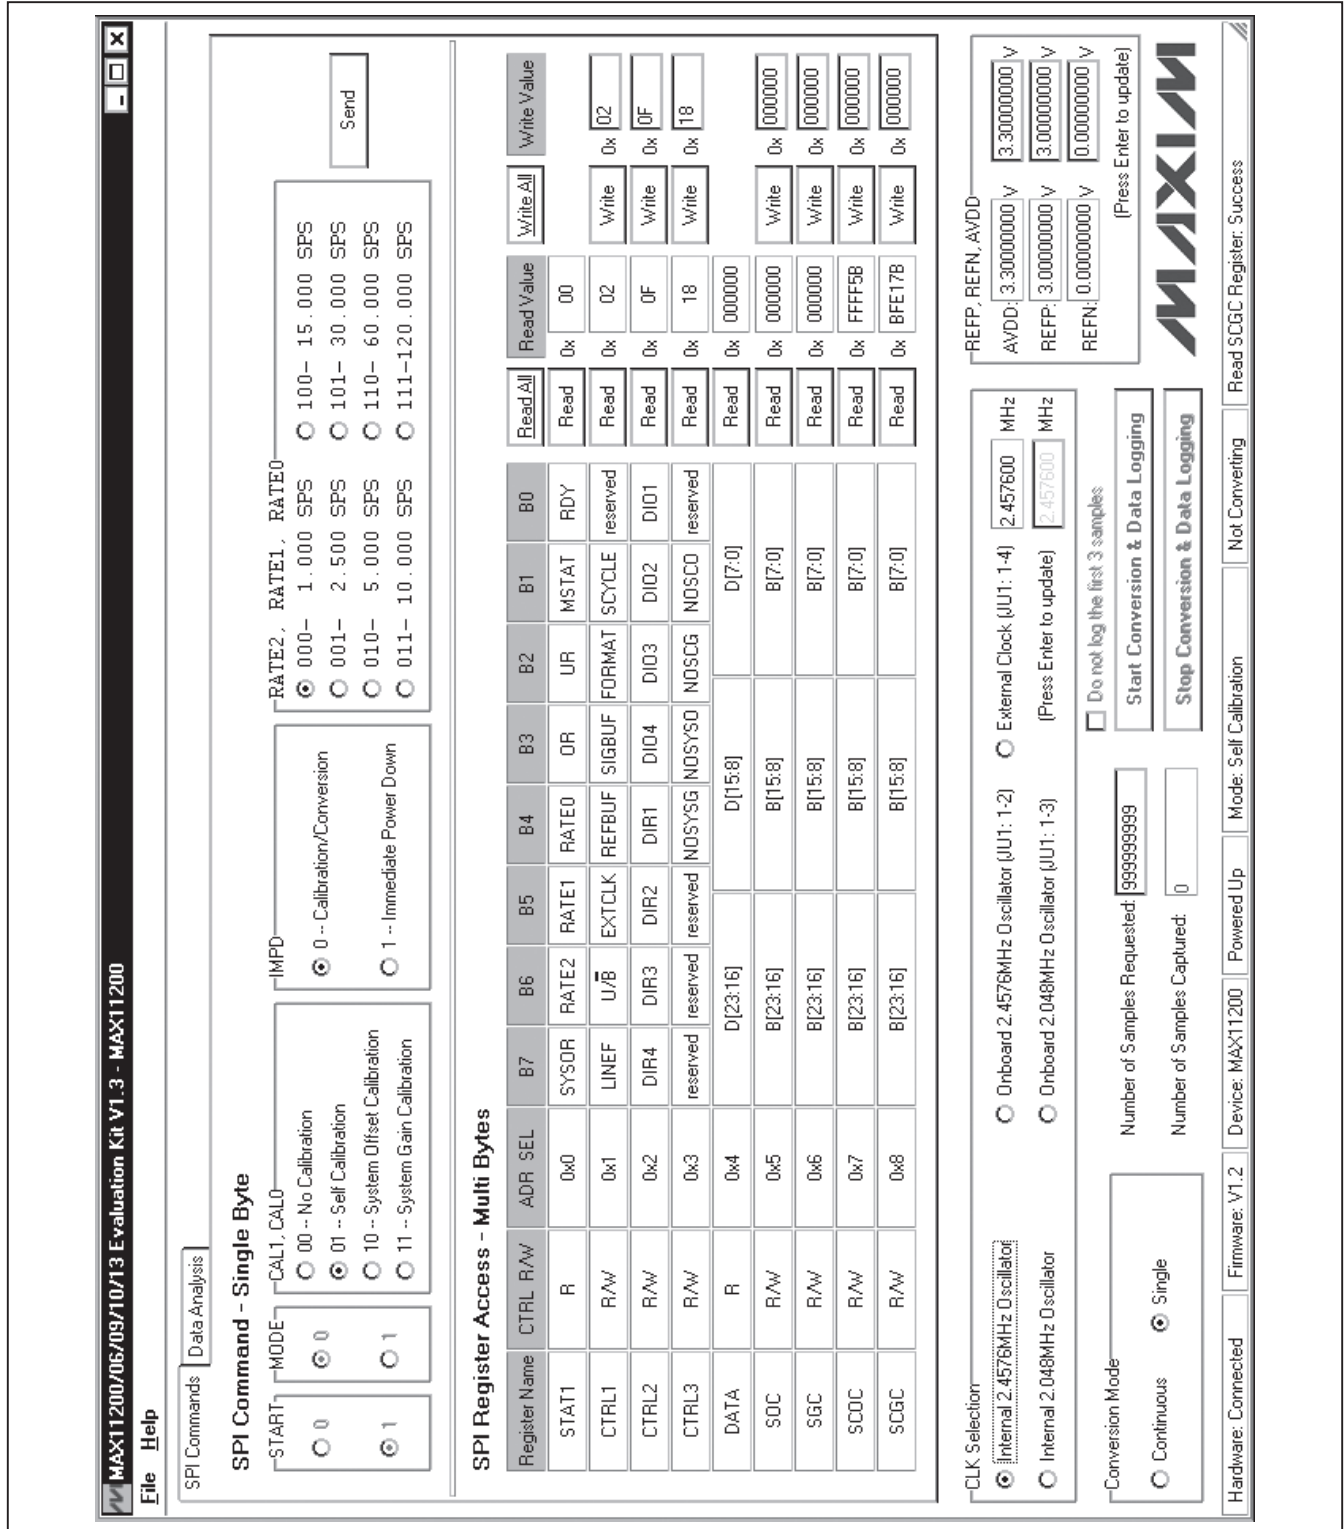 MAX11200/06/09/10/13 Evaluation Kit V1.3 - MAX11200
File Help
SPI Commands Data Analysis
SPI Command - Single Byte
START MODE CAL1, CAL0 IMPD RATE2, RATE1, RATE0
0 0 00 -- No Calibration 0 -- Calibration/Conversion 000- 1.000 SPS 100- 15.000 SPS
01 -- Self Calibration 001- 2.500 SPS 101- 30.000 SPS Send
1 1 10 -- System Offset Calibration 1 -- Immediate Power Down 010- 5.000 SPS 110- 60.000 SPS
11 -- System Gain Calibration 011- 10.000 SPS 111-120.000 SPS
SPI Register Access - Multi Bytes
Register Name CTRL R/W ADR SEL B7 B6 B5 B4 B3 B2 B1 B0 Read All Read Value Write All Write Value
STAT1 R 0x0 SYSOR RATE2 RATE1 RATE0 OR UR MSTAT RDY Read 0x 00
CTRL1 R/W 0x1 LINEF U/B̅ EXTCLK REFBUF SIGBUF FORMAT SCYCLE reserved Read 0x 02 Write 0x 02
CTRL2 R/W 0x2 DIR4 DIR3 DIR2 DIR1 DIO4 DIO3 DIO2 DIO1 Read 0x 0F Write 0x 0F
CTRL3 R/W 0x3 reserved reserved reserved NOSYSG NOSYSO NOSCG NOSCO reserved Read 0x 18 Write 0x 18
DATA R 0x4 D[23:16] D[15:8] D[7:0] Read 0x 000000
SOC R/W 0x5 B[23:16] B[15:8] B[7:0] Read 0x 000000 Write 0x 000000
SGC R/W 0x6 B[23:16] B[15:8] B[7:0] Read 0x 000000 Write 0x 000000
SCOC R/W 0x7 B[23:16] B[15:8] B[7:0] Read 0x FFFF5B Write 0x 000000
SCGC R/W 0x8 B[23:16] B[15:8] B[7:0] Read 0x BFE17B Write 0x 000000
CLK Selection REFP, REFN, AVDD
Internal 2.4576MHz Oscillator Onboard 2.4576MHz Oscillator (JU1: 1-2) External Clock (JU1: 1-4) 2.457600 MHz AVDD: 3.30000000 V 3.30000000 V
Internal 2.048MHz Oscillator Onboard 2.048MHz Oscillator (JU1: 1-3) (Press Enter to update) 2.457600 MHz REFP: 3.00000000 V 3.00000000 V
REFN: 0.00000000 V 0.00000000 V
Do not log the first 3 samples (Press Enter to update)
Conversion Mode Number of Samples Requested: 99999999 Start Conversion & Data Logging
Continuous Single Number of Samples Captured: 0 Stop Conversion & Data Logging
MAXIM
Hardware: Connected Firmware: V1.2 Device: MAX11200 Powered Up Mode: Self Calibration Not Converting Read SCGC Register: Success